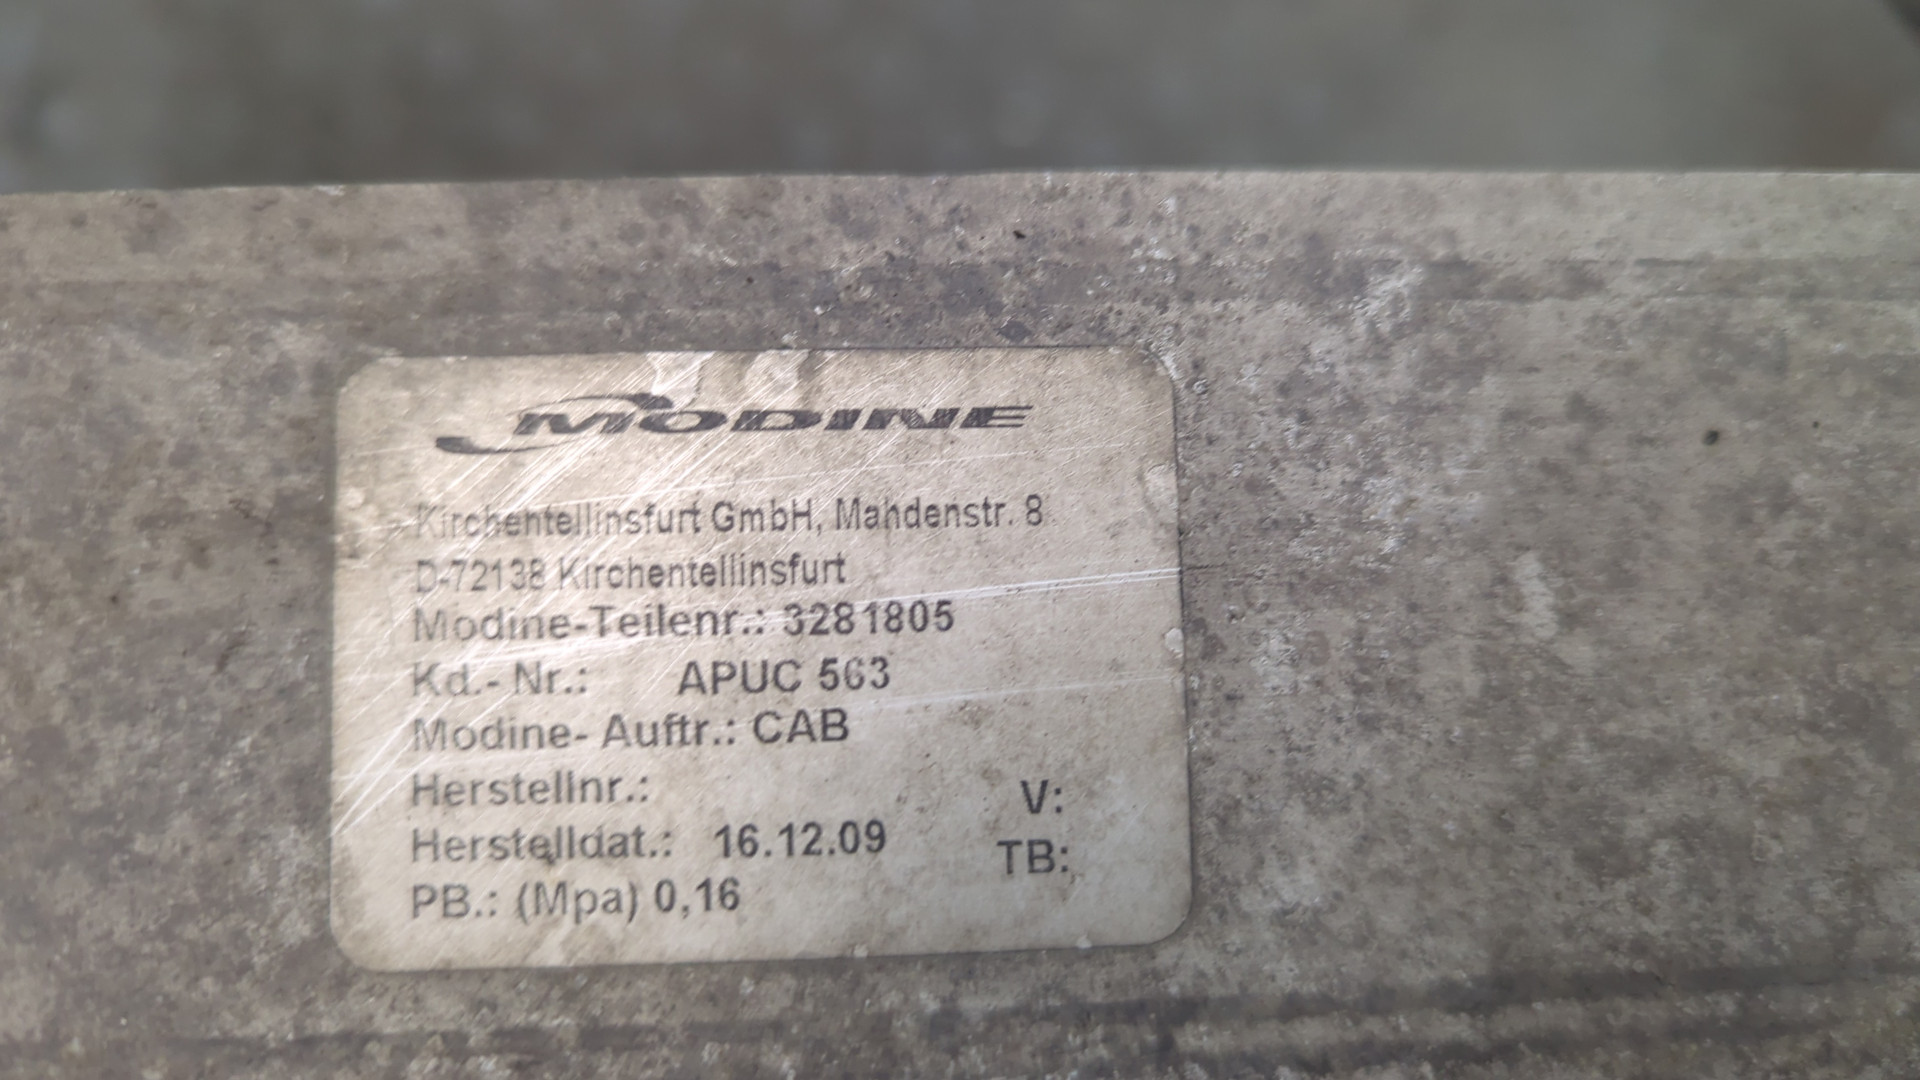 MODINE
Kirchentellinsfurt GmbH, Mahdenstr. 8
D-72138 Kirchentellinsfurt
Modine-Teilenr.: 3281805
Kd.- Nr.: APUC 563
Modine- Auftr.: CAB
Herstellnr.: V:
Herstelldat.: 16.12.09 TB:
PB.: (Mpa) 0,16